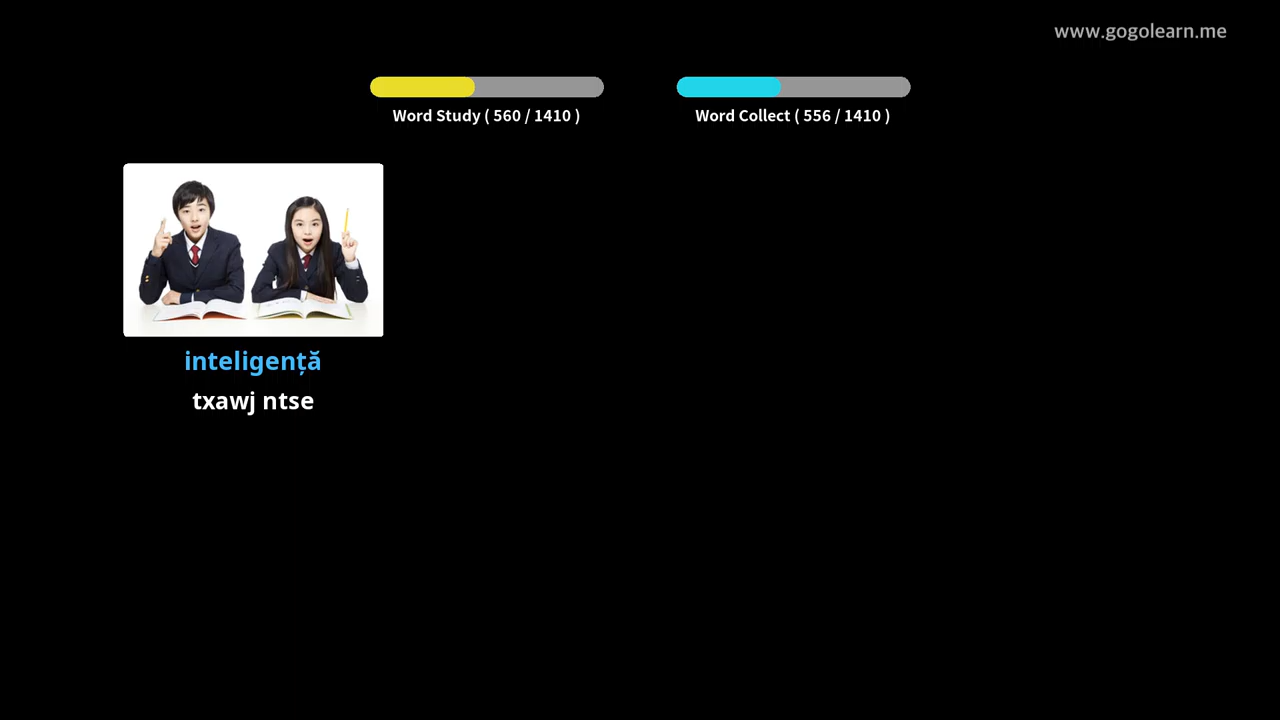 www.gogolearn.me
Word Study ( 560 / 1410 )
Word Collect ( 556 / 1410 )
inteligență
txawj ntse